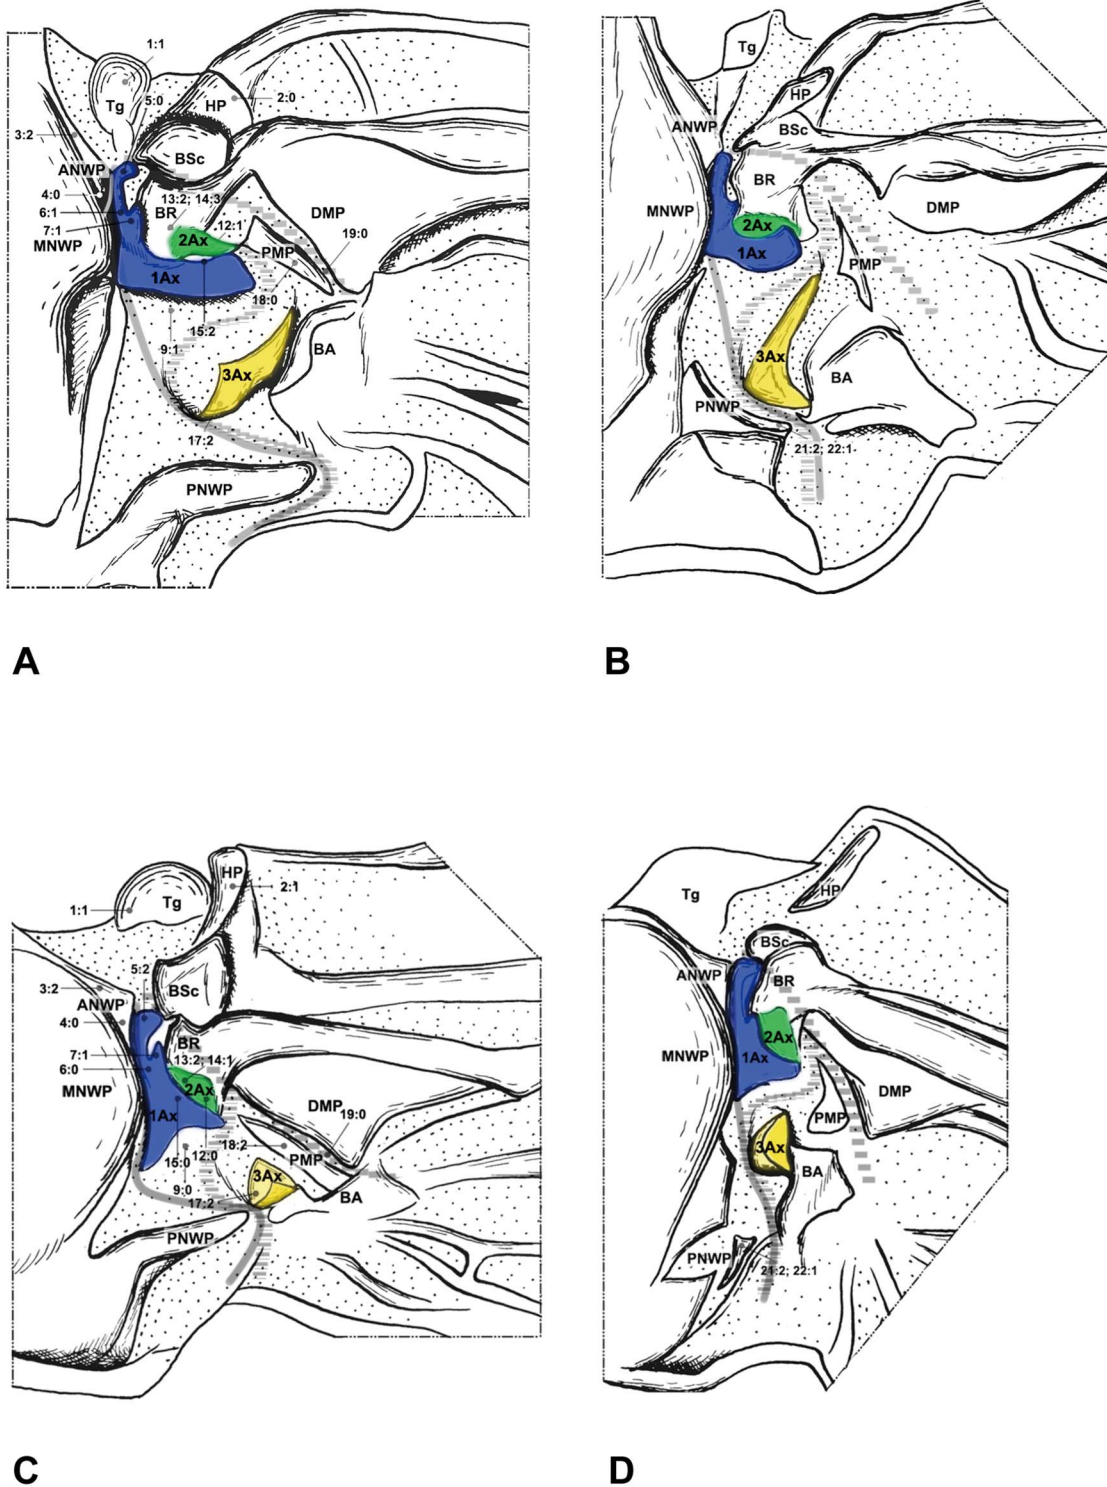 1:1
Tg
5:0
HP
2:0
3:2
BSc
ANWP
4:0
13:2; 14:3
6:1
BR
DMP
7:1
12:1
MNWP
2Ax
PMP
19:0
1Ax
18:0
15:2
9:1
BA
3Ax
17:2
PNWP
A
Tg
HP
ANWP
BSc
BR
MNWP
DMP
2Ax
1Ax
PMP
3Ax
BA
PNWP
21:2; 22:1
B
HP
2:1
Tg
1:1
5:2
3:2
BSc
ANWP
4:0
BR
7:1
13:2; 14:1
6:0
MNWP
2Ax
DMP
19:0
1Ax
18:2
12:0
PMP
15:0
3Ax
9:0
17:2
BA
PNWP
C
Tg
HP
BSc
ANWP
BR
2Ax
MNWP
1Ax
DMP
PMP
3Ax
BA
PNWP
21:2; 22:1
D